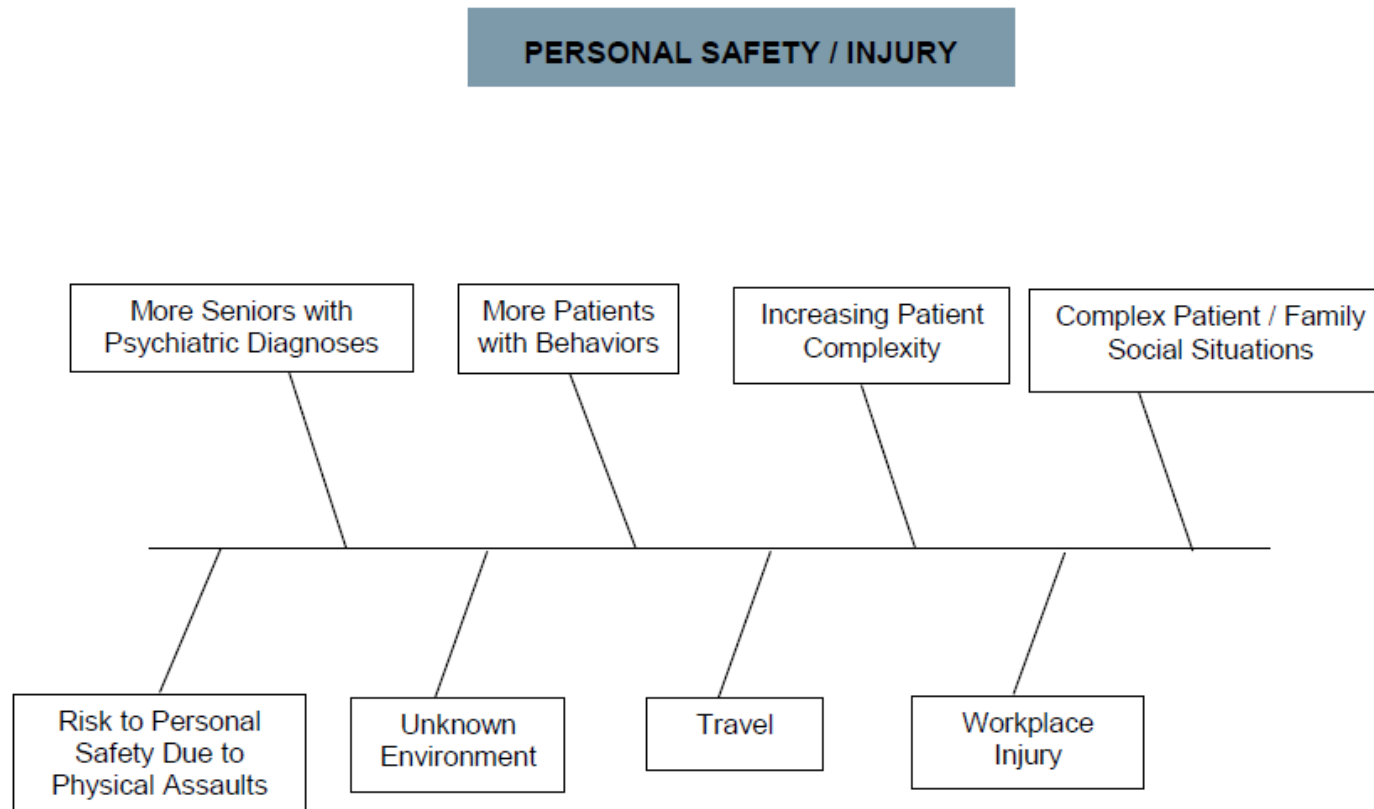 PERSONAL SAFETY / INJURY
More Seniors with
Psychiatric Diagnoses
More Patients
with Behaviors
Increasing Patient
Complexity
Complex Patient / Family
Social Situations
Risk to Personal
Safety Due to
Physical Assaults
Unknown
Environment
Travel
Workplace
Injury